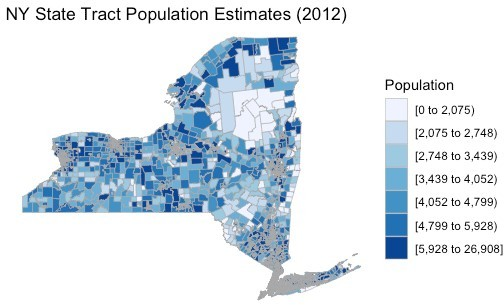 NY State Tract Population Estimates (2012)
Population
[0 to 2,075)
[2,075 to 2,748)
[2,748 to 3,439)
[3,439 to 4,052)
[4,052 to 4,799)
[4,799 to 5,928)
[5,928 to 26,908]